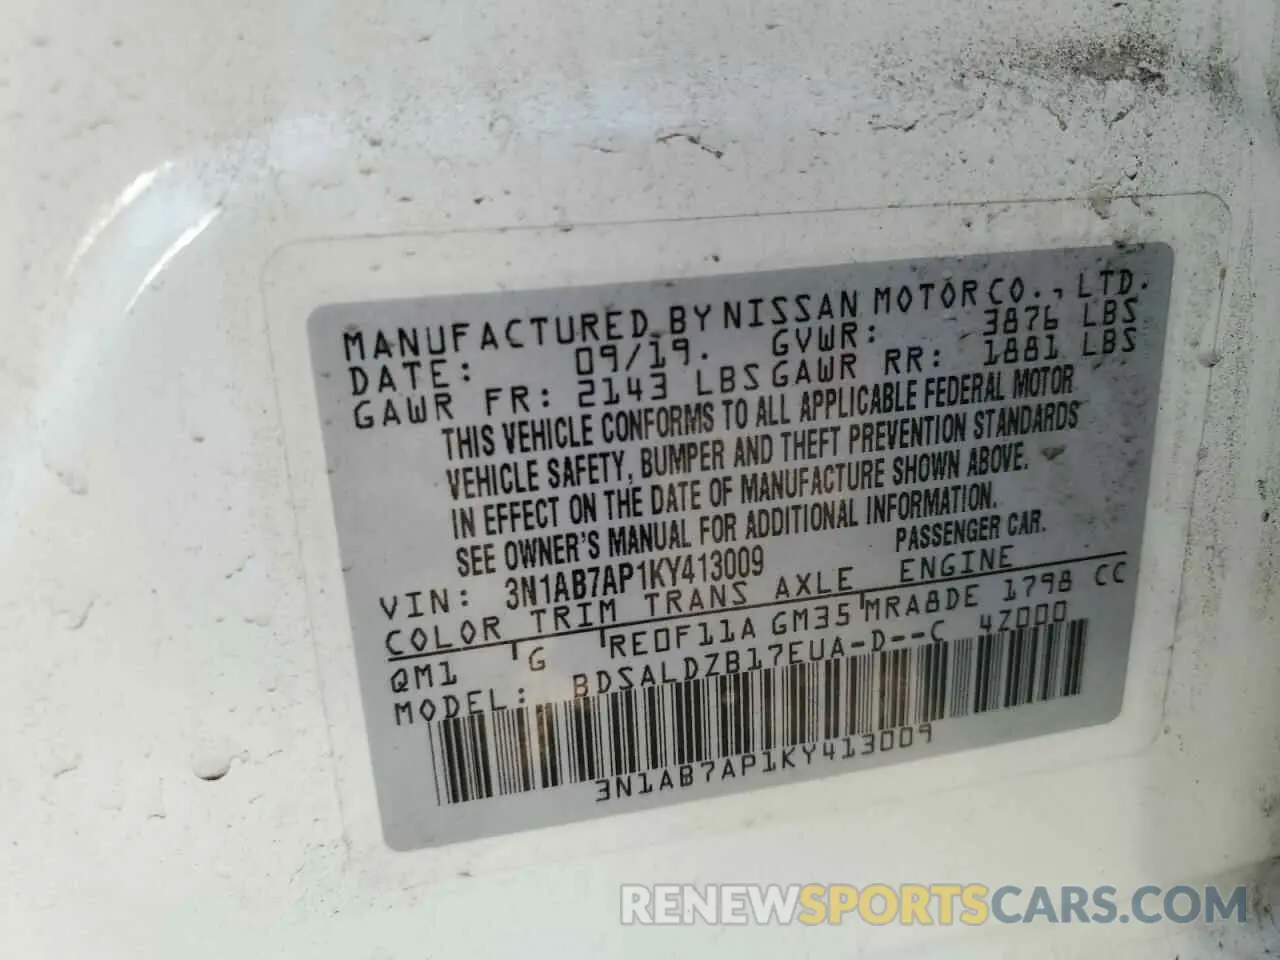 MANUFACTURED BY NISSAN MOTOR CO., LTD.
DATE: 09/19. GVWR: 3876 LBS
GAWR FR: 2143 LBS GAWR RR: 1881 LBS
THIS VEHICLE CONFORMS TO ALL APPLICABLE FEDERAL MOTOR
VEHICLE SAFETY, BUMPER AND THEFT PREVENTION STANDARDS
IN EFFECT ON THE DATE OF MANUFACTURE SHOWN ABOVE.
SEE OWNER'S MANUAL FOR ADDITIONAL INFORMATION.
VIN: 3N1AB7AP1KY413009 PASSENGER CAR.
COLOR TRIM TRANS AXLE ENGINE
QM1 G RE0F11A GM35 MRA8DE 1798 CC
MODEL: BDSALDZB17EUA-D--C 4Z000
3N1AB7AP1KY413009
RENEWSPORTSCARS.COM